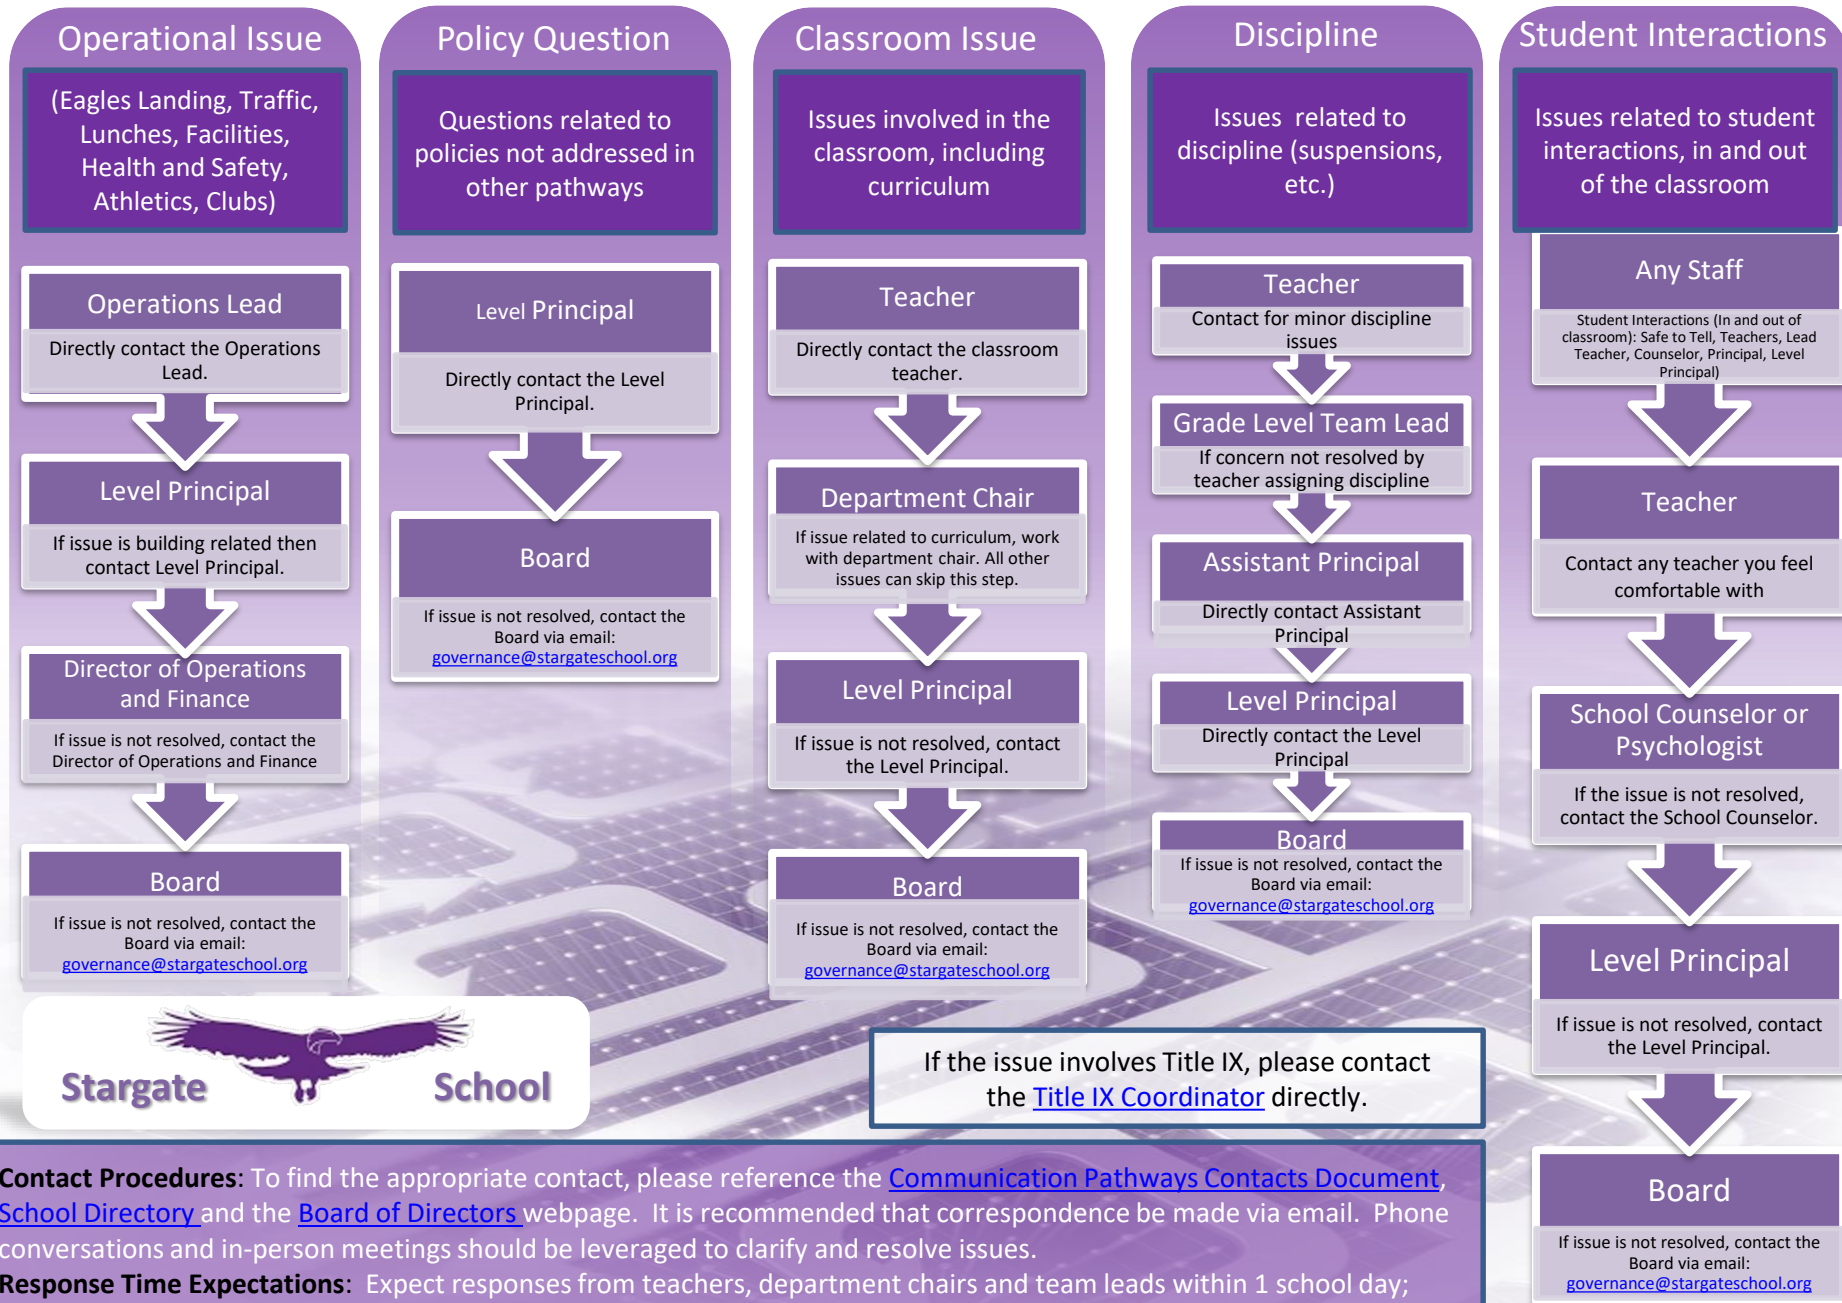 Operational Issue
(Eagles Landing, Traffic,
Lunches, Facilities,
Health and Safety,
Athletics, Clubs)
Operations Lead
Directly contact the Operations
Lead.
Level Principal
If issue is building related then
contact Level Principal.
Director of Operations
and Finance
If issue is not resolved, contact the
Director of Operations and Finance
Board
If issue is not resolved, contact the
Board via email:
governance@stargateschool.org
Policy Question
Questions related to
policies not addressed in
other pathways
Level Principal
Directly contact the Level
Principal.
Board
If issue is not resolved, contact the
Board via email:
governance@stargateschool.org
Classroom Issue
Issues involved in the
classroom, including
curriculum
Teacher
Directly contact the classroom
teacher.
Department Chair
If issue related to curriculum, work
with department chair. All other
issues can skip this step.
Level Principal
If issue is not resolved, contact
the Level Principal.
Board
If issue is not resolved, contact the
Board via email:
governance@stargateschool.org
Discipline
Issues related to
discipline (suspensions,
etc.)
Teacher
Contact for minor discipline
issues
Grade Level Team Lead
If concern not resolved by
teacher assigning discipline
Assistant Principal
Directly contact Assistant
Principal
Level Principal
Directly contact the Level
Principal
Board
If issue is not resolved, contact the
Board via email:
governance@stargateschool.org
Student Interactions
Issues related to student
interactions, in and out
of the classroom
Any Staff
Student Interactions (In and out of
classroom): Safe to Tell, Teachers, Lead
Teacher, Counselor, Principal, Level
Principal)
Teacher
Contact any teacher you feel
comfortable with
School Counselor or
Psychologist
If the issue is not resolved,
contact the School Counselor.
Level Principal
If issue is not resolved, contact
the Level Principal.
Board
If issue is not resolved, contact the
Board via email:
governance@stargateschool.org
Stargate School
If the issue involves Title IX, please contact
the Title IX Coordinator directly.
Contact Procedures: To find the appropriate contact, please reference the Communication Pathways Contacts Document,
School Directory and the Board of Directors webpage. It is recommended that correspondence be made via email. Phone
conversations and in-person meetings should be leveraged to clarify and resolve issues.
Response Time Expectations: Expect responses from teachers, department chairs and team leads within 1 school day;